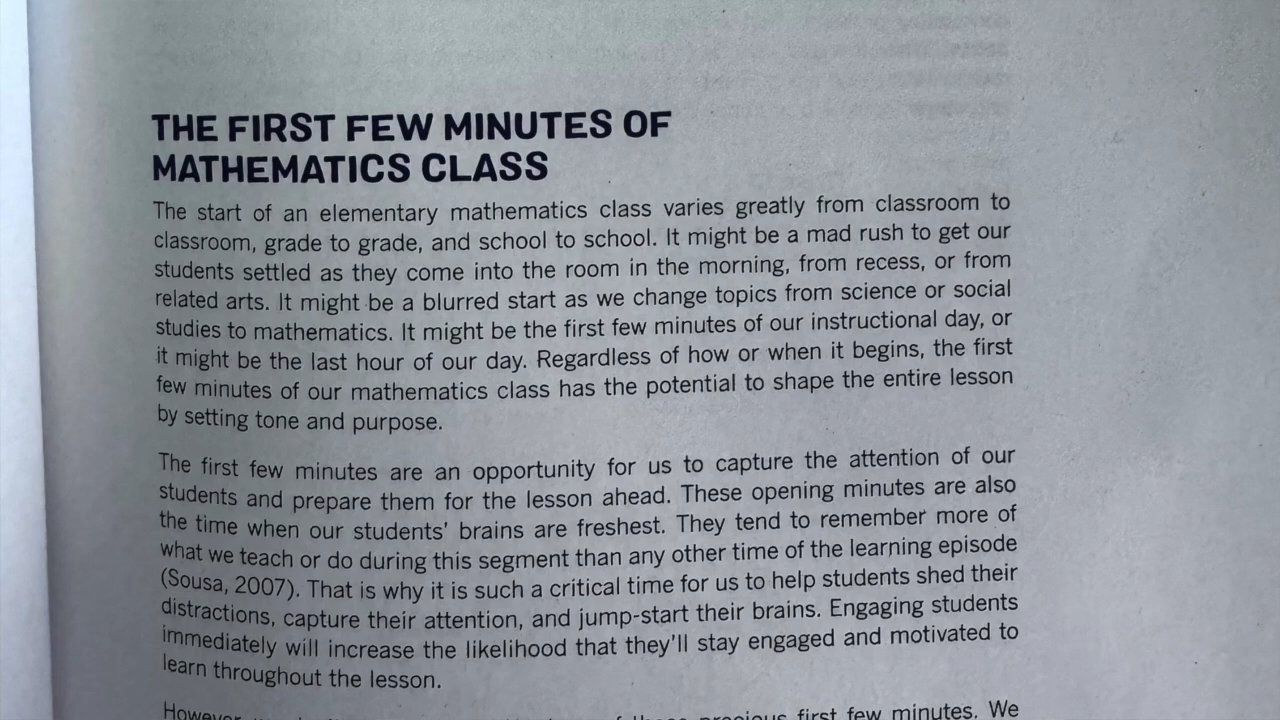 THE FIRST FEW MINUTES OF
MATHEMATICS CLASS
The start of an elementary mathematics class varies greatly from classroom to
classroom, grade to grade, and school to school. It might be a mad rush to get our
students settled as they come into the room in the morning, from recess, or from
related arts. It might be a blurred start as we change topics from science or social
studies to mathematics. It might be the first few minutes of our instructional day, or
it might be the last hour of our day. Regardless of how or when it begins, the first
few minutes of our mathematics class has the potential to shape the entire lesson
by setting tone and purpose.
The first few minutes are an opportunity for us to capture the attention of our
students and prepare them for the lesson ahead. These opening minutes are also
the time when our students' brains are freshest. They tend to remember more of
what we teach or do during this segment than any other time of the learning episode
(Sousa, 2007). That is why it is such a critical time for us to help students shed their
distractions, capture their attention, and jump-start their brains. Engaging students
immediately will increase the likelihood that they'll stay engaged and motivated to
learn throughout the lesson.
However precious first few minutes. We